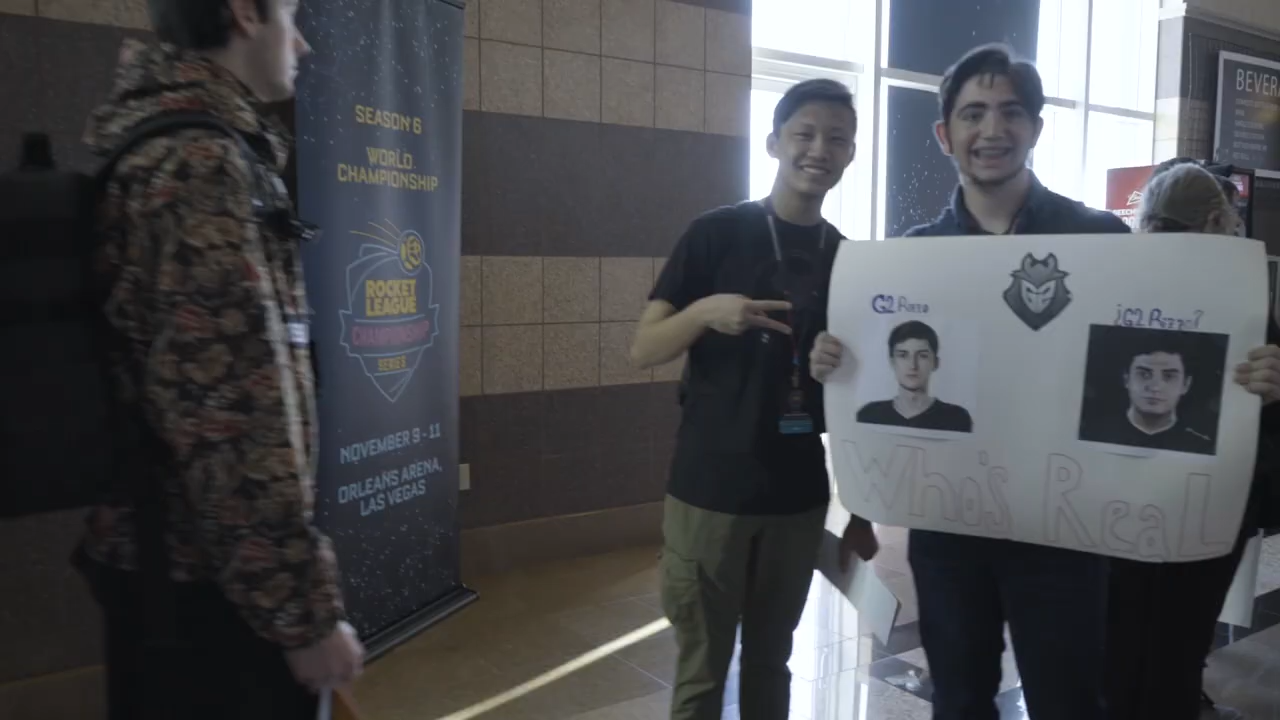 SEASON 6
WORLD
CHAMPIONSHIP
ROCKET
LEAGUE
CHAMPIONSHIP
SERIES
NOVEMBER 9 - 11
ORLEANS ARENA,
LAS VEGAS
G2 Rizzo
¿G2 Rizzo?
Who's Real